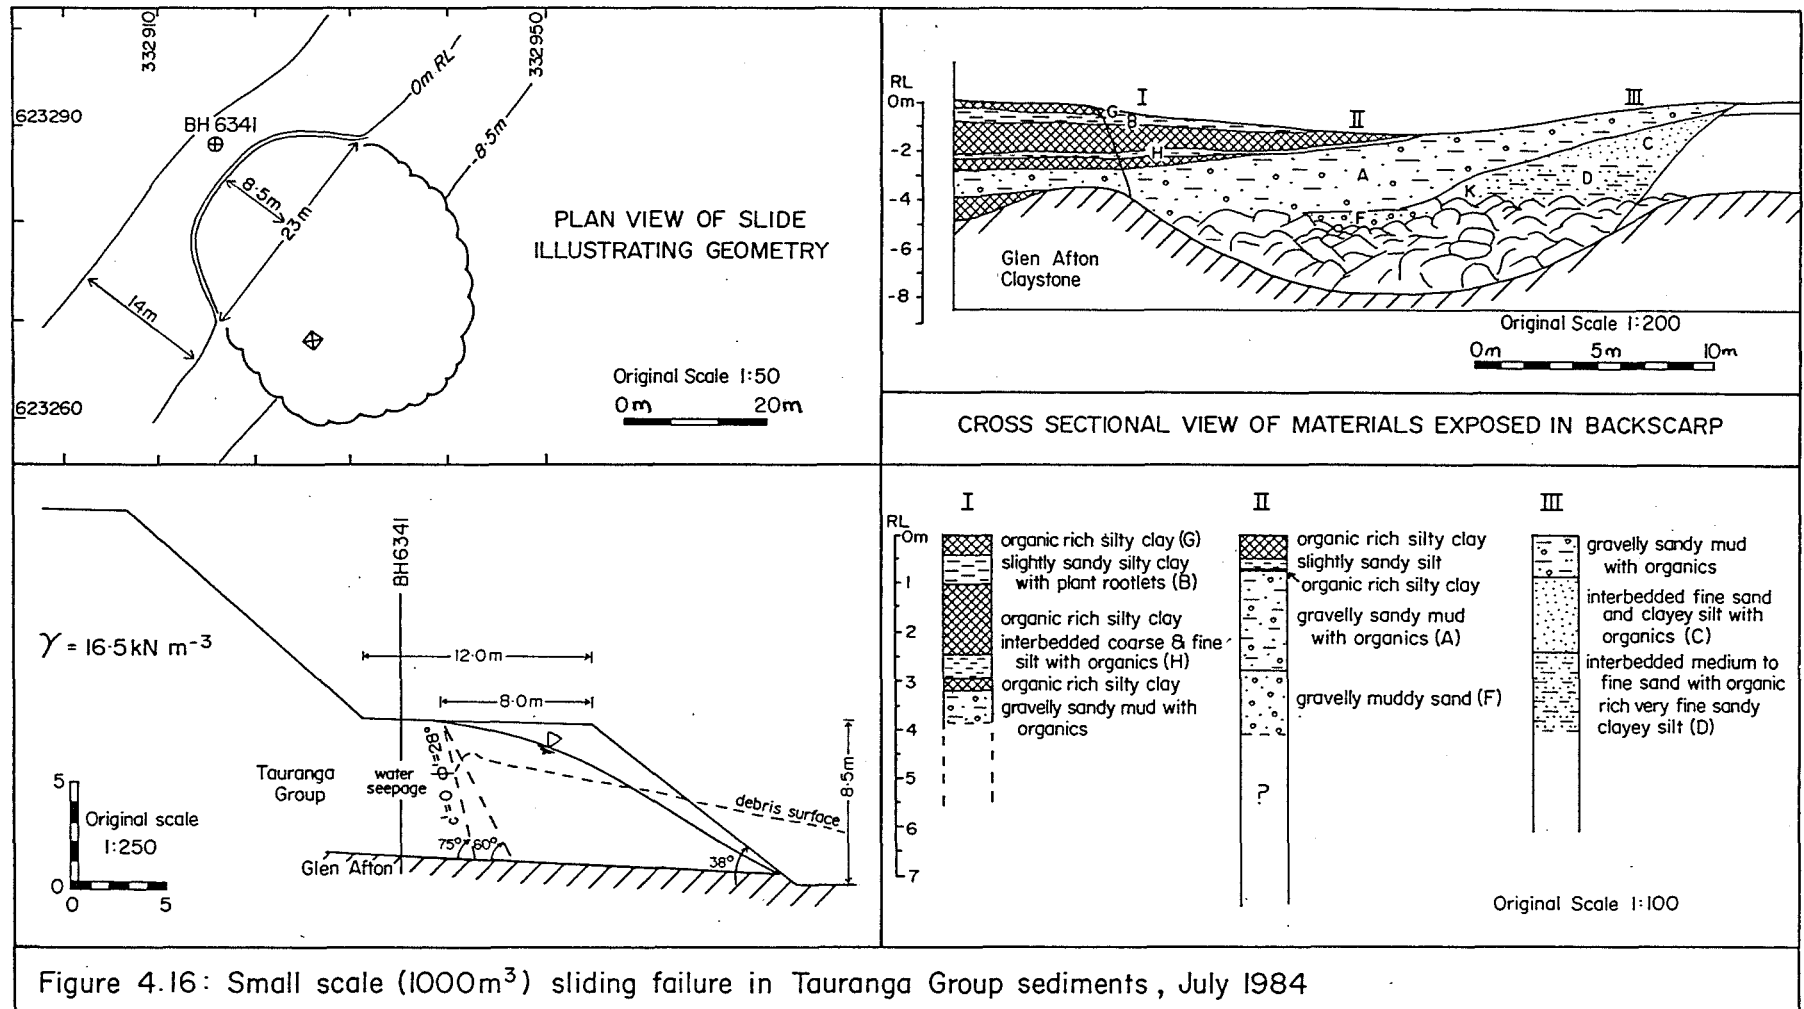 332910
332950
0m RL
-8.5m
623290
BH 6341
8.5m
23m
14m
623260
PLAN VIEW OF SLIDE
ILLUSTRATING GEOMETRY
Original Scale 1:50
0m 20m
RL
0m
-2
-4
-6
-8
I
II
III
G
B
H
A
C
D
K
F
Glen Afton
Claystone
Original Scale 1:200
0m 5m 10m
CROSS SECTIONAL VIEW OF MATERIALS EXPOSED IN BACKSCARP
γ = 16·5kN m⁻³
BH6341
12·0m
8·0m
8·5m
Tauranga
Group
water
seepage
c'=0 ø'=28°
debris surface
75°
60°
38°
Glen Afton
5
0
Original scale
1:250
0 5
RL
0m
-1
-2
-3
-4
-5
-6
-7
I
organic rich silty clay (G)
slightly sandy silty clay
with plant rootlets (B)
organic rich silty clay
interbedded coarse & fine
silt with organics (H)
organic rich silty clay
gravelly sandy mud with
organics
II
organic rich silty clay
slightly sandy silt
organic rich silty clay
gravelly sandy mud
with organics (A)
gravelly muddy sand (F)
?
III
gravelly sandy mud
with organics
interbedded fine sand
and clayey silt with
organics (C)
interbedded medium to
fine sand with organic
rich very fine sandy
clayey silt (D)
Original Scale 1:100
Figure 4.16: Small scale (1000m³) sliding failure in Tauranga Group sediments, July 1984